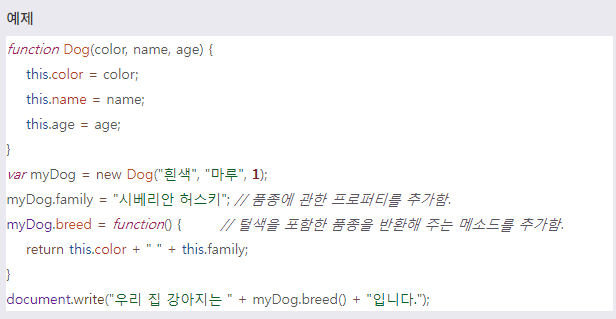 예제
function Dog(color, name, age) {
this.color = color;
this.name = name;
this.age = age;
}
var myDog = new Dog("흰색", "마루", 1);
myDog.family = "시베리안 허스키"; // 품종에 관한 프로퍼티를 추가함.
myDog.breed = function() { // 털색을 포함한 품종을 반환해 주는 메소드를 추가함.
return this.color + " " + this.family;
}
document.write("우리 집 강아지는 " + myDog.breed() + "입니다.");